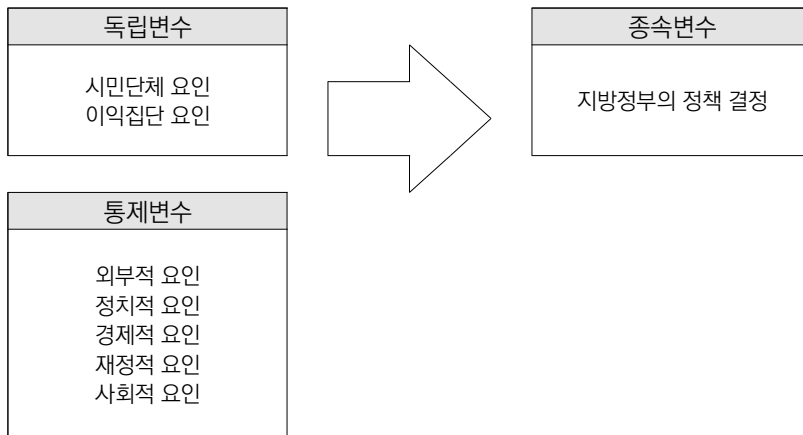 독립변수
시민단체 요인
이익집단 요인
종속변수
지방정부의 정책 결정
통제변수
외부적 요인
정치적 요인
경제적 요인
재정적 요인
사회적 요인